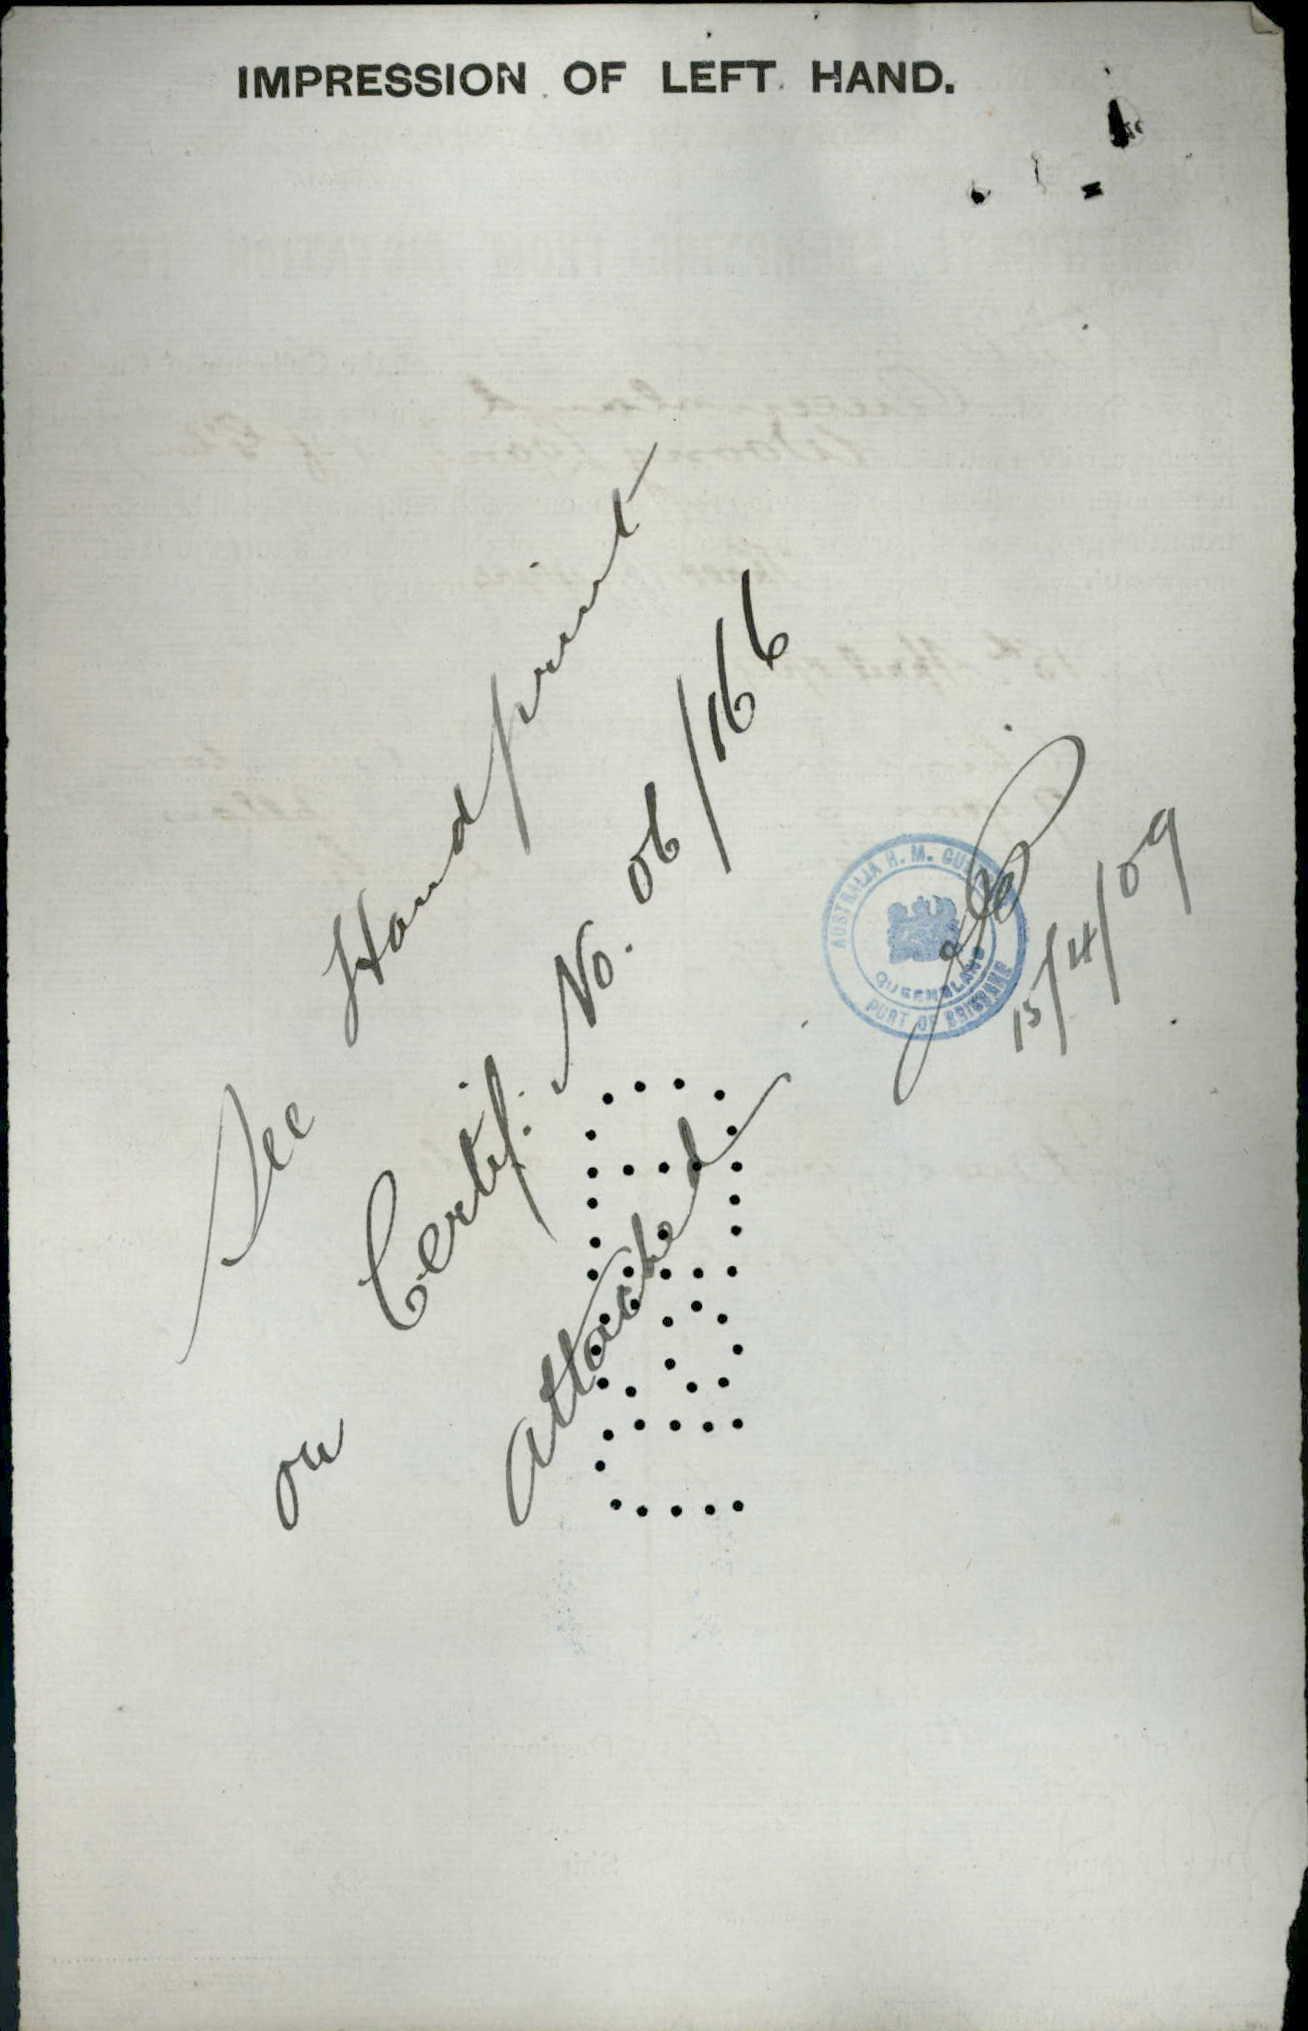 IMPRESSION OF LEFT HAND.
See Handprint
on Certif. No. 06/166
attached
AUSTRALIA H. M. CUSTOMS
QUEENSLAND
PORT OF BRISBANE
15/4/09